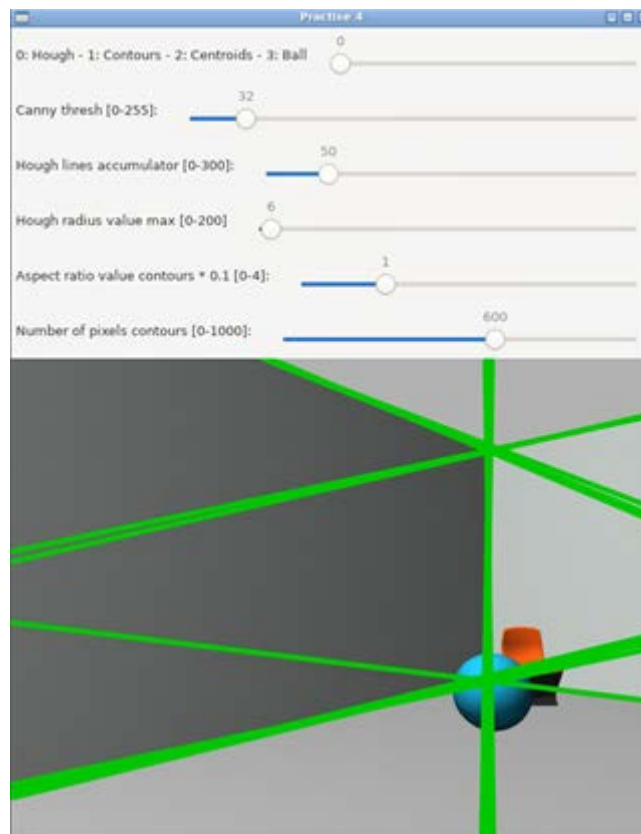 Practise 4
0
0: Hough - 1: Contours - 2: Centroids - 3: Ball
32
Canny thresh [0-255]:
50
Hough lines accumulator [0-300]:
6
Hough radius value max [0-200]
1
Aspect ratio value contours * 0.1 [0-4]:
600
Number of pixels contours [0-1000]: